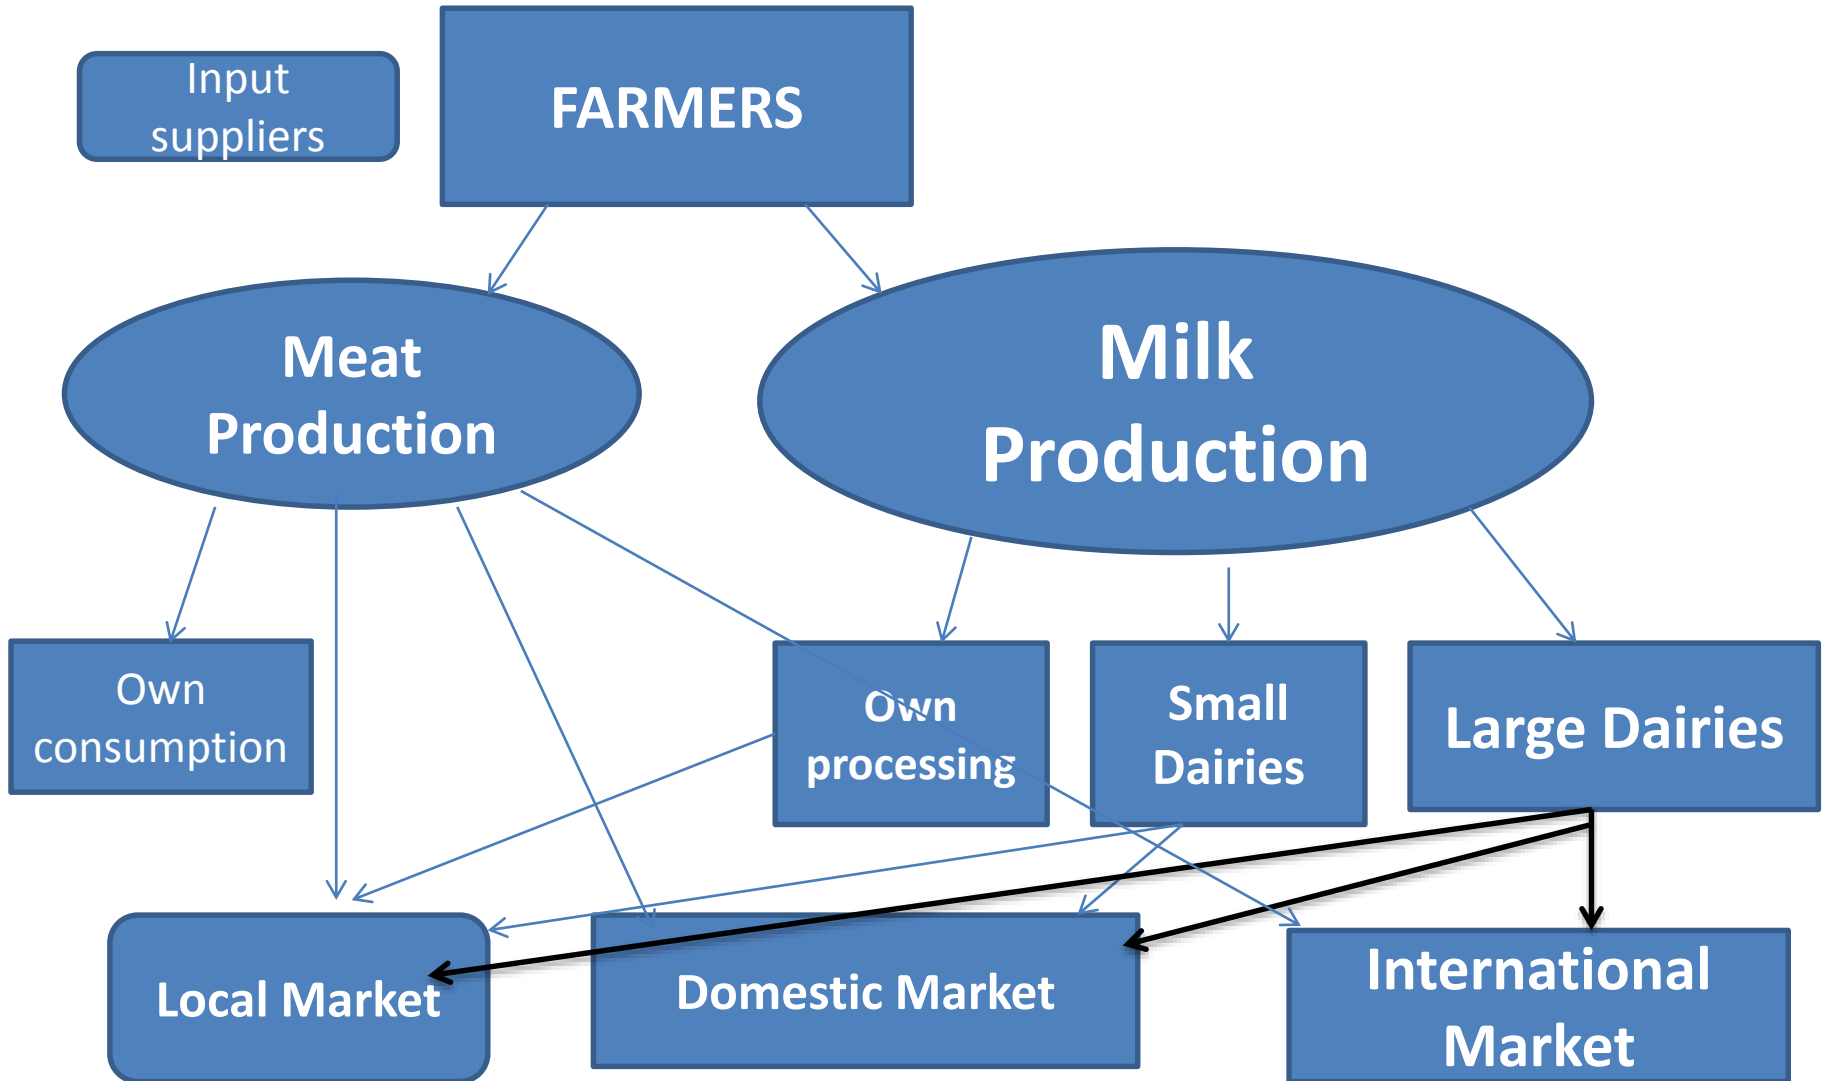 Input
suppliers
FARMERS
Meat
Production
Milk
Production
Own
consumption
Own
processing
Small
Dairies
Large Dairies
Local Market
Domestic Market
International
Market